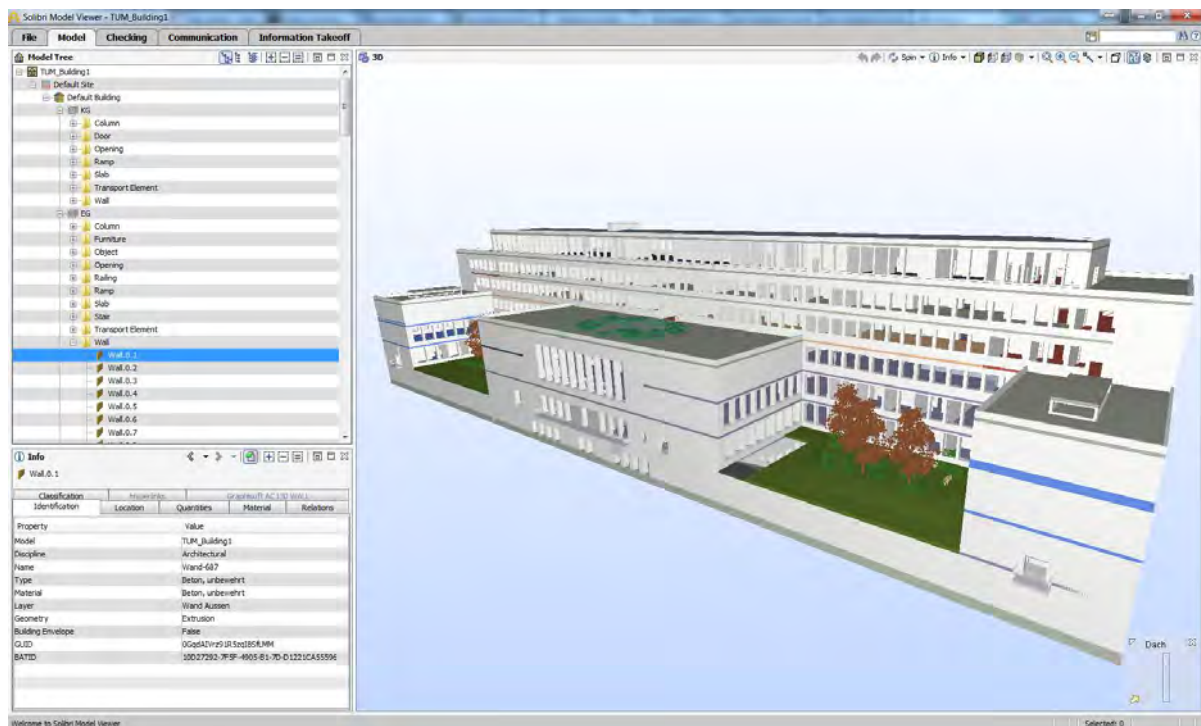 Solibri Model Viewer - TUM_Building1
File Model Checking Communication Information Takeoff
Model Tree
3D
Spin Info
TUM_Building1
Default Site
Default Building
KG
Column
Door
Opening
Ramp
Slab
Transport Element
Wall
EG
Column
Furniture
Object
Opening
Railing
Ramp
Slab
Stair
Transport Element
Wall
Wall.0.1
Wall.0.2
Wall.0.3
Wall.0.4
Wall.0.5
Wall.0.6
Wall.0.7
Info
Wall.0.1
Classification Hyperlinks
Identification Location Quantities Material Relations
Property Value
Model TUM_Building1
Discipline Architectural
Name Wand-687
Type Beton, unbewehrt
Material Beton, unbewehrt
Layer Wand Aussen
Geometry Extrusion
Building Envelope False
GUID
BATID
Dach
Welcome to Solibri Model Viewer Selected: 0